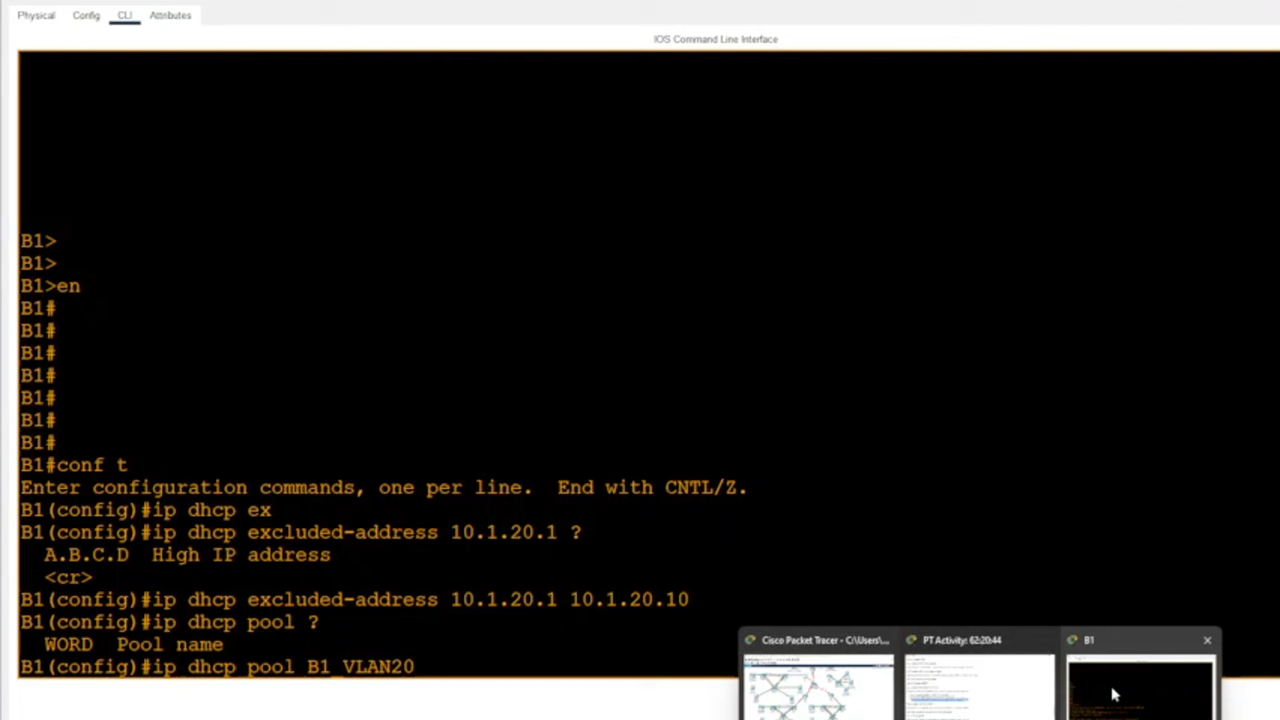 Physical Config CLI Attributes
IOS Command Line Interface
B1>
B1>
B1>en
B1#
B1#
B1#
B1#
B1#
B1#
B1#
B1#conf t
Enter configuration commands, one per line. End with CNTL/Z.
B1(config)#ip dhcp ex
B1(config)#ip dhcp excluded-address 10.1.20.1 ?
A.B.C.D High IP address
<cr>
B1(config)#ip dhcp excluded-address 10.1.20.1 10.1.20.10
B1(config)#ip dhcp pool ?
WORD Pool name
B1(config)#ip dhcp pool B1_VLAN20
Cisco Packet Tracer - C:\Users\... PT Activity: 62:20:44 B1